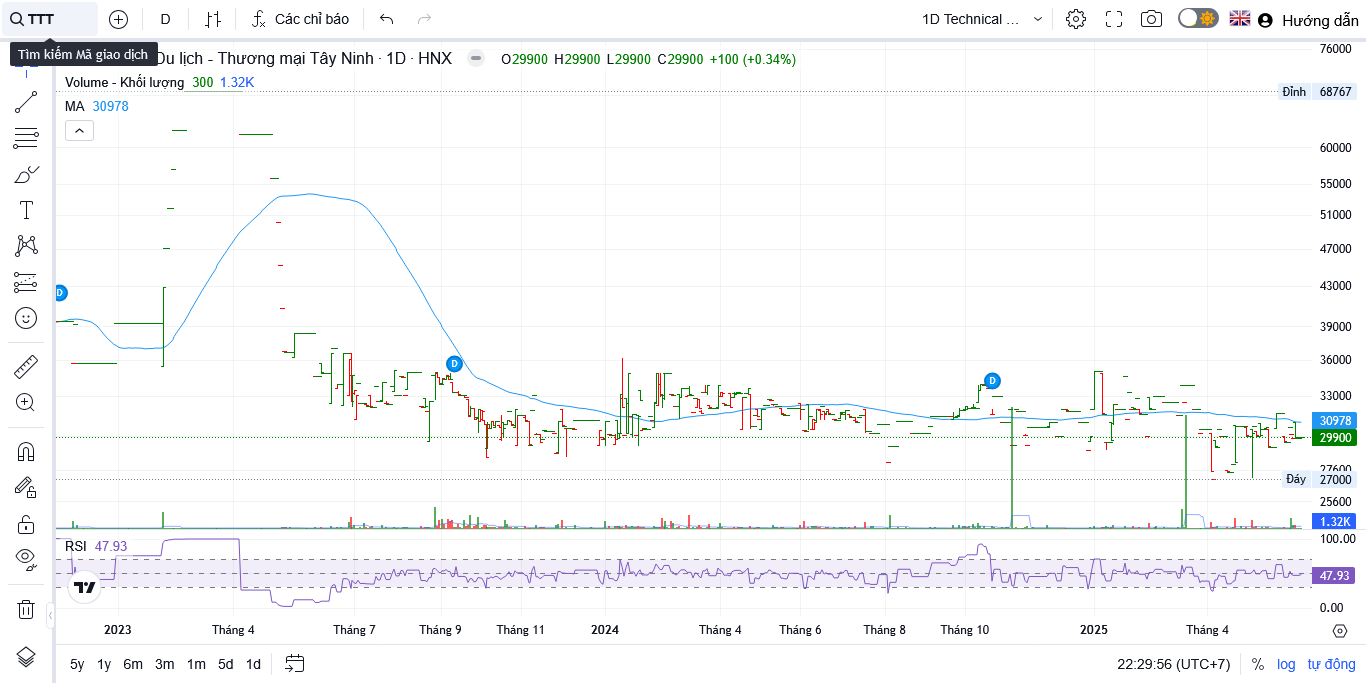 TTT D Các chỉ báo 1D Technical ... Hướng dẫn
Tìm kiếm Mã giao dịch
Du lịch - Thương mại Tây Ninh · 1D · HNX O29900 H29900 L29900 C29900 +100 (+0.34%)
Volume - Khối lượng 300 1.32K
MA 30978
76000
Đỉnh 68767
60000
55000
51000
47000
43000
D
39000
36000
D
D
33000
30978
29900
27600
Đáy 27000
25600
1.32K
RSI 47.93
100.00
47.93
0.00
2023 Tháng 4 Tháng 7 Tháng 9 Tháng 11 2024 Tháng 4 Tháng 6 Tháng 8 Tháng 10 2025 Tháng 4
5y 1y 6m 3m 1m 5d 1d 22:29:56 (UTC+7) % log tự động